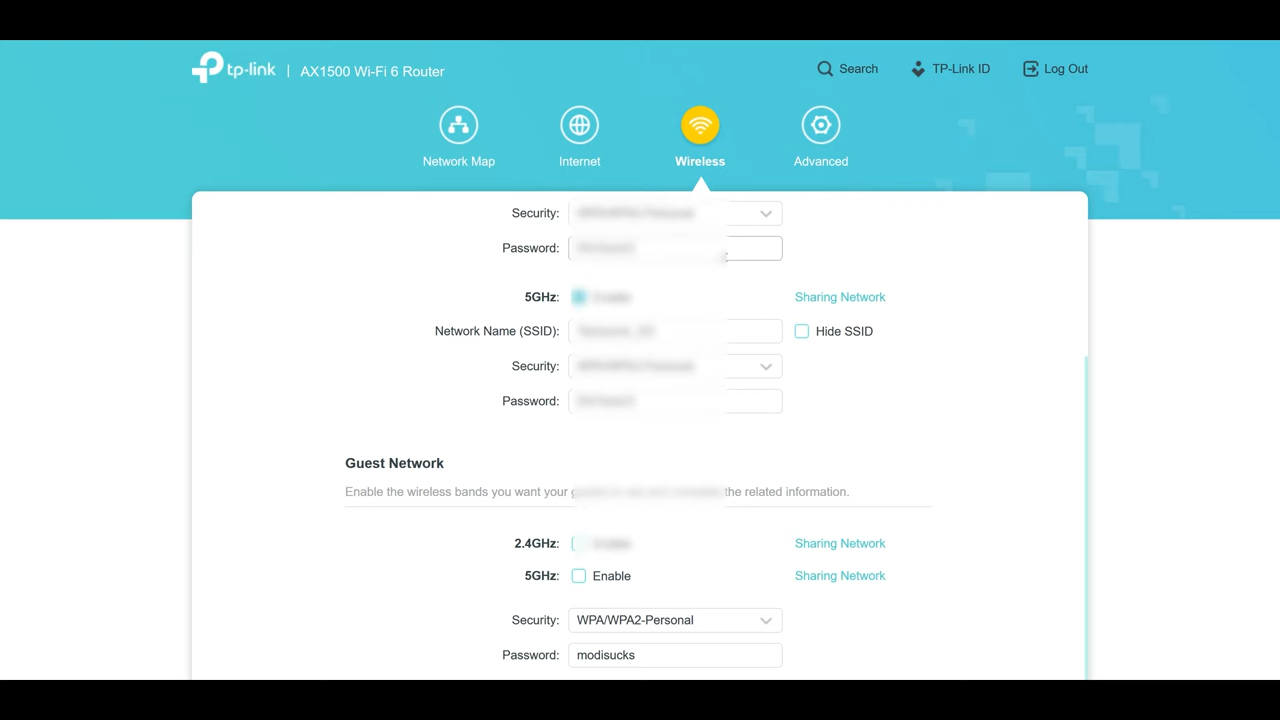 tp-link | AX1500 Wi-Fi 6 Router
Search TP-Link ID Log Out
Network Map Internet Wireless Advanced
Security:
Password:
5GHz: Sharing Network
Network Name (SSID): Hide SSID
Security:
Password:
Guest Network
Enable the wireless bands you want your the related information.
2.4GHz: Sharing Network
5GHz: Enable Sharing Network
Security: WPA/WPA2-Personal
Password: modisucks